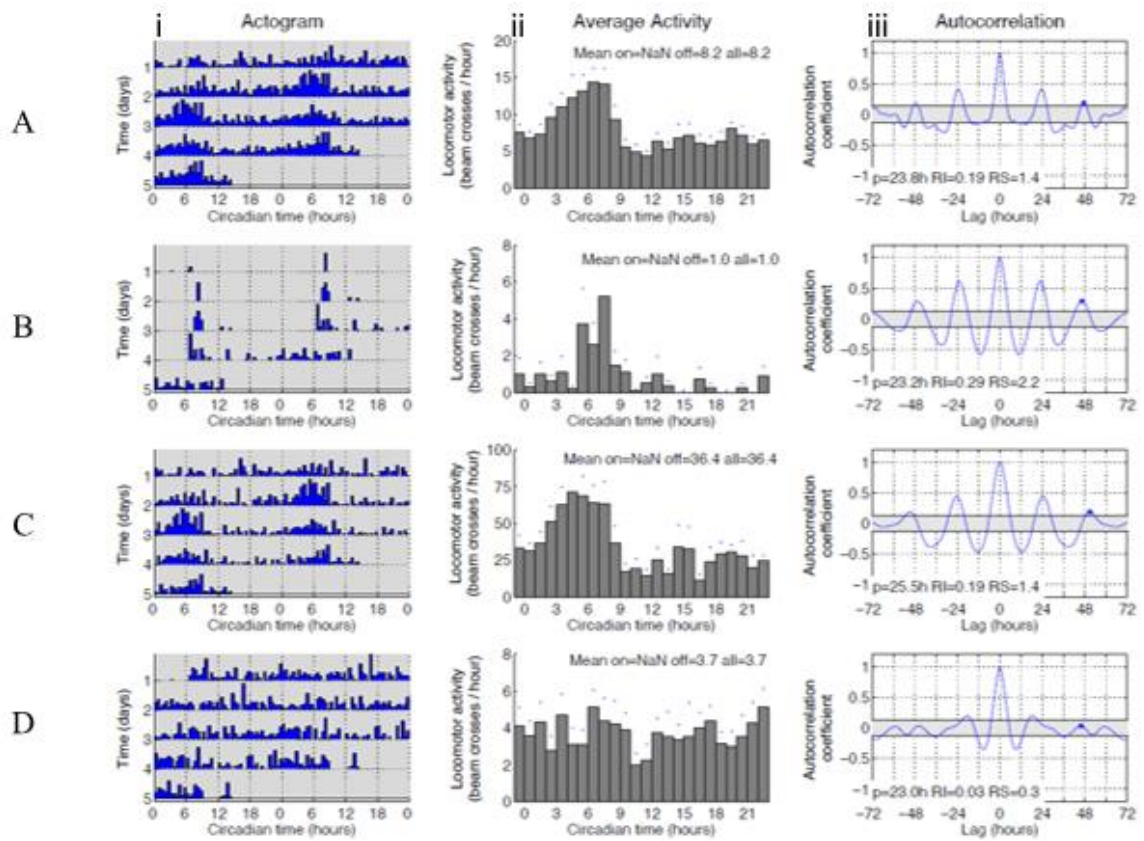 i Actogram ii Average Activity iii Autocorrelation
A
Time (days)
1
2
3
4
5
0 6 12 18 0 6 12 18 0
Circadian time (hours)
Locomotor activity
(beam crosses / hour)
20
15
10
5
0
Mean on=NaN off=8.2 all=8.2
0 3 6 9 12 15 18 21
Circadian time (hours)
Autocorrelation
coefficient
1
0.5
0
−0.5
−1
p=23.8h RI=0.19 RS=1.4
−72 −48 −24 0 24 48 72
Lag (hours)
B
Time (days)
1
2
3
4
5
0 6 12 18 0 6 12 18 0
Circadian time (hours)
Locomotor activity
(beam crosses / hour)
8
6
4
2
0
Mean on=NaN off=1.0 all=1.0
0 3 6 9 12 15 18 21
Circadian time (hours)
Autocorrelation
coefficient
1
0.5
0
−0.5
−1
p=23.2h RI=0.29 RS=2.2
−72 −48 −24 0 24 48 72
Lag (hours)
C
Time (days)
1
2
3
4
5
0 6 12 18 0 6 12 18 0
Circadian time (hours)
Locomotor activity
(beam crosses / hour)
100
75
50
25
0
Mean on=NaN off=36.4 all=36.4
0 3 6 9 12 15 18 21
Circadian time (hours)
Autocorrelation
coefficient
1
0.5
0
−0.5
−1
p=25.5h RI=0.19 RS=1.4
−72 −48 −24 0 24 48 72
Lag (hours)
D
Time (days)
1
2
3
4
5
0 6 12 18 0 6 12 18 0
Circadian time (hours)
Locomotor activity
(beam crosses / hour)
8
6
4
2
0
Mean on=NaN off=3.7 all=3.7
0 3 6 9 12 15 18 21
Circadian time (hours)
Autocorrelation
coefficient
1
0.5
0
−0.5
−1
p=23.0h RI=0.03 RS=0.3
−72 −48 −24 0 24 48 72
Lag (hours)